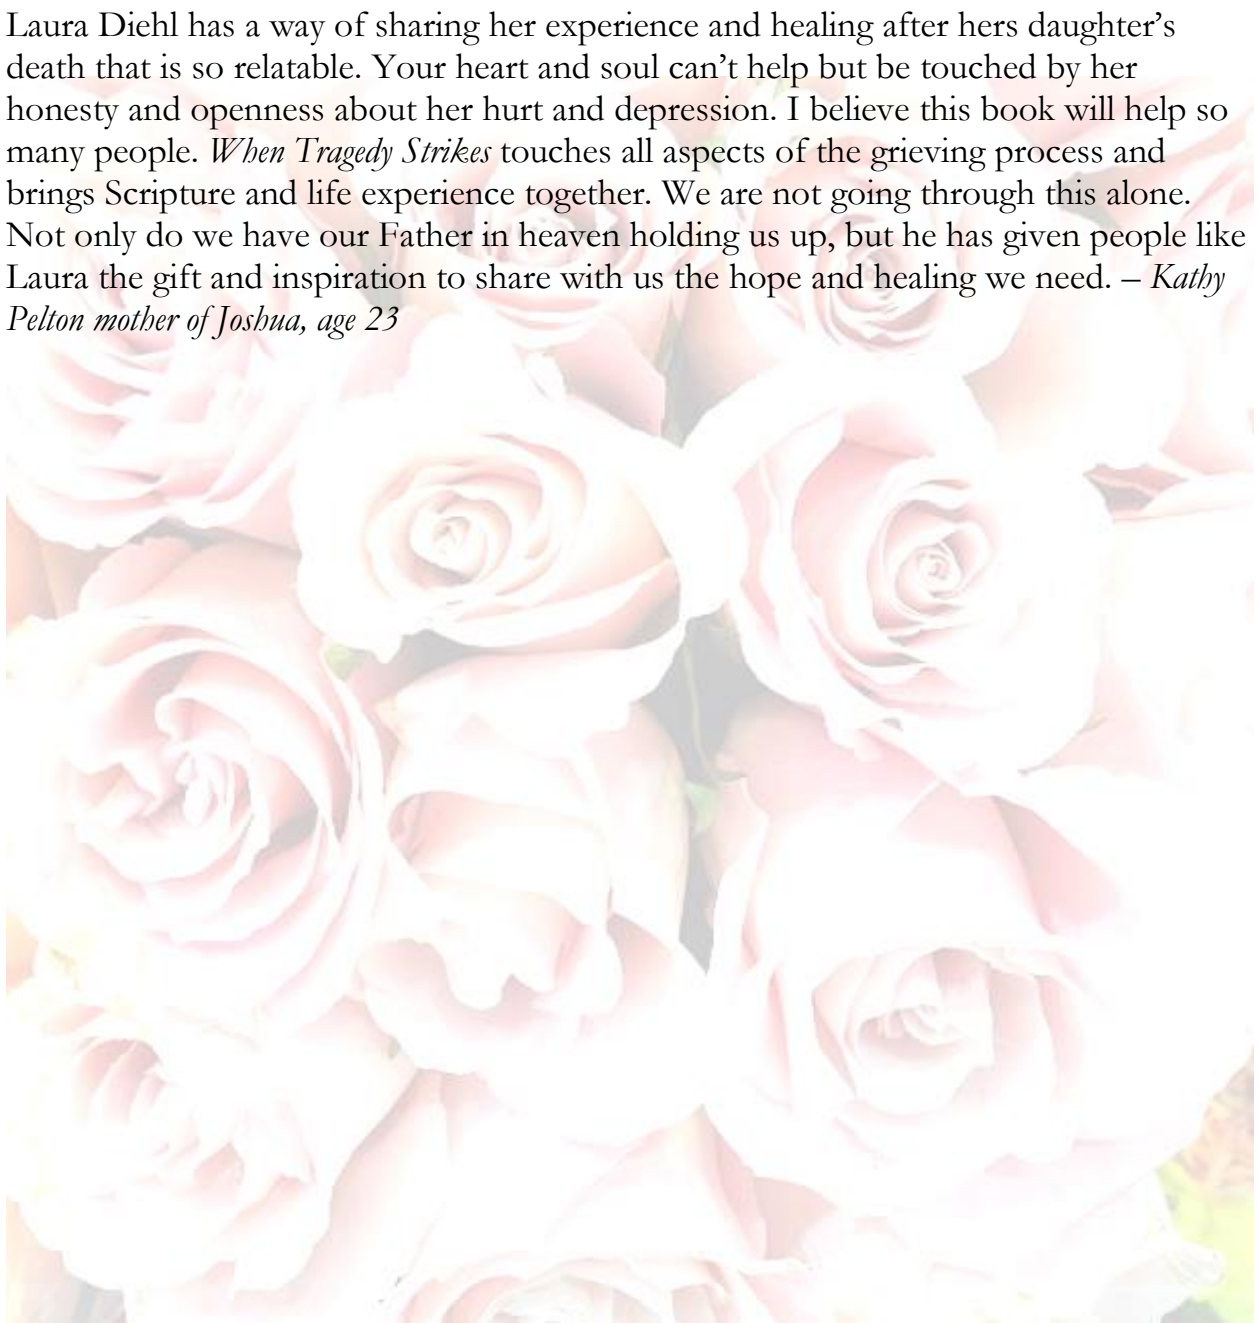 Laura Diehl has a way of sharing her experience and healing after hers daughter’s
death that is so relatable. Your heart and soul can’t help but be touched by her
honesty and openness about her hurt and depression. I believe this book will help so
many people. When Tragedy Strikes touches all aspects of the grieving process and
brings Scripture and life experience together. We are not going through this alone.
Not only do we have our Father in heaven holding us up, but he has given people like
Laura the gift and inspiration to share with us the hope and healing we need. – Kathy
Pelton mother of Joshua, age 23